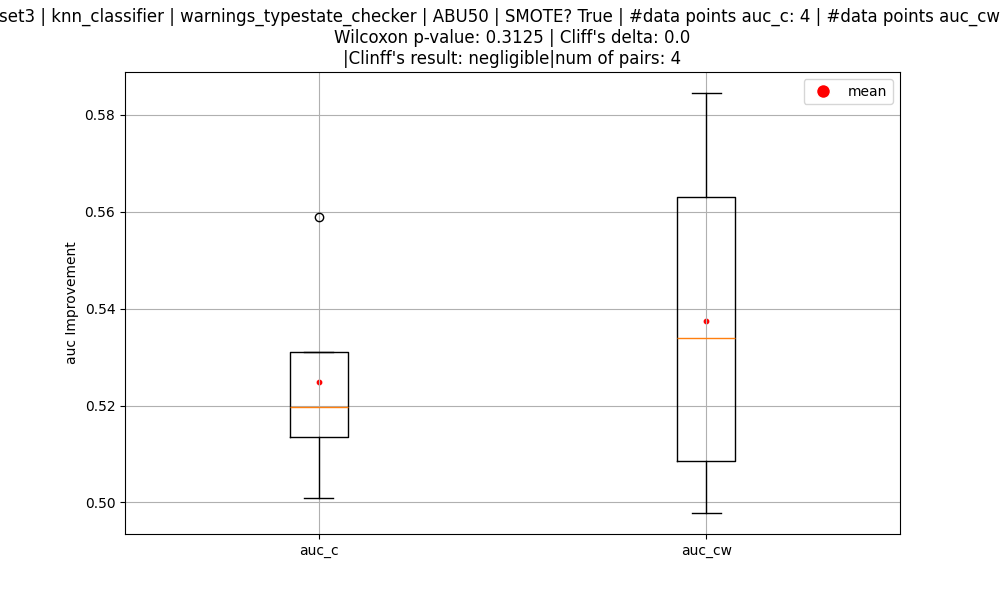 set3 | knn_classifier | warnings_typestate_checker | ABU50 | SMOTE? True | #data points auc_c: 4 | #data points auc_cw
Wilcoxon p-value: 0.3125 | Cliff's delta: 0.0
|Clinff's result: negligible|num of pairs: 4
mean
0.58
0.56
0.54
0.52
0.50
auc Improvement
auc_c
auc_cw